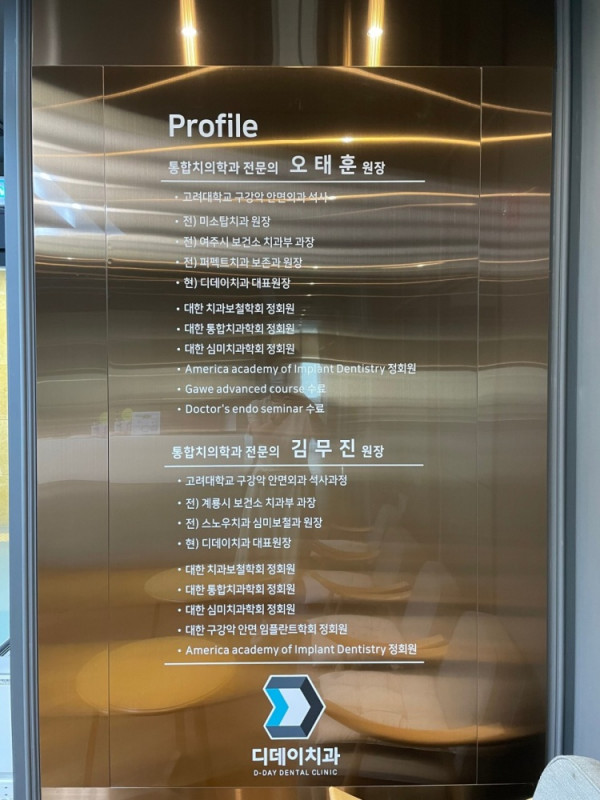 Profile
통합치의학과 전문의 오태훈 원장
• 고려대학교 구강악 안면외과 석사
• 전) 미소탑치과 원장
• 전) 여주시 보건소 치과부 과장
• 전) 퍼펙트치과 보존과 원장
• 현) 디데이치과 대표원장
• 대한 치과보철학회 정회원
• 대한 통합치과학회 정회원
• 대한 심미치과학회 정회원
• America academy of Implant Dentistry 정회원
• Gawe advanced course 수료
• Doctor's endo seminar 수료
통합치의학과 전문의 김무진 원장
• 고려대학교 구강악 안면외과 석사과정
• 전) 계룡시 보건소 치과부 과장
• 전) 스노우치과 심미보철과 원장
• 현) 디데이치과 대표원장
• 대한 치과보철학회 정회원
• 대한 통합치과학회 정회원
• 대한 심미치과학회 정회원
• 대한 구강악 안면 임플란트학회 정회원
• America academy of Implant Dentistry 정회원
디데이치과
D-DAY DENTAL CLINIC